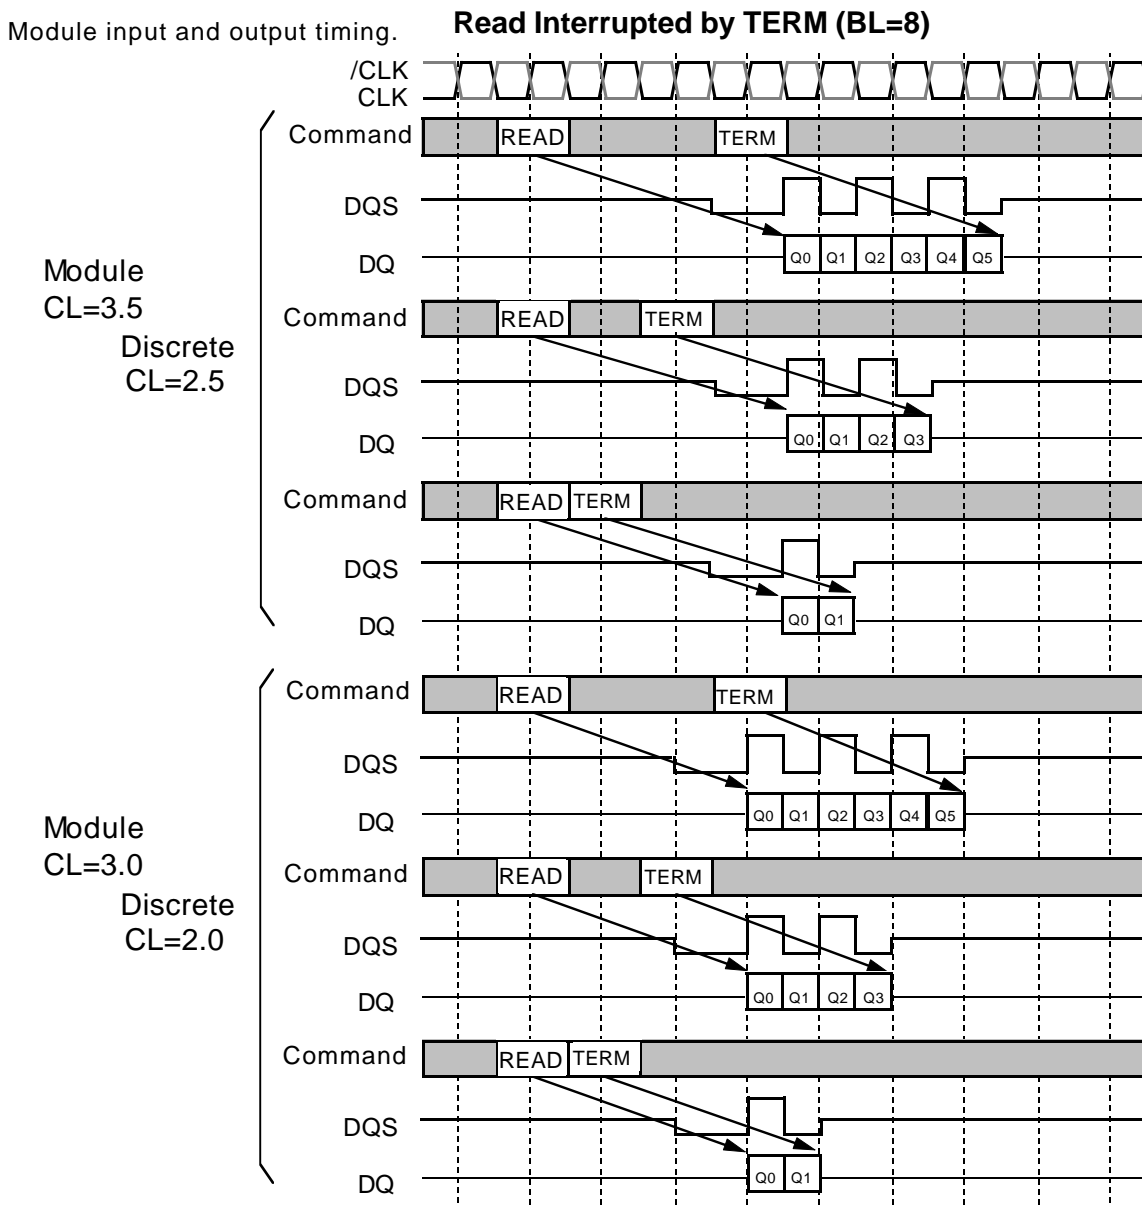 Module input and output timing.
Read Interrupted by TERM (BL=8)
/CLK
CLK
Command
READ
TERM
DQS
DQ
Q0 Q1 Q2 Q3 Q4 Q5
Module
CL=3.5
Discrete
CL=2.5
Command
READ
TERM
DQS
DQ
Q0 Q1 Q2 Q3
Command
READ TERM
DQS
DQ
Q0 Q1
Command
READ
TERM
DQS
DQ
Q0 Q1 Q2 Q3 Q4 Q5
Module
CL=3.0
Discrete
CL=2.0
Command
READ
TERM
DQS
DQ
Q0 Q1 Q2 Q3
Command
READ TERM
DQS
DQ
Q0 Q1